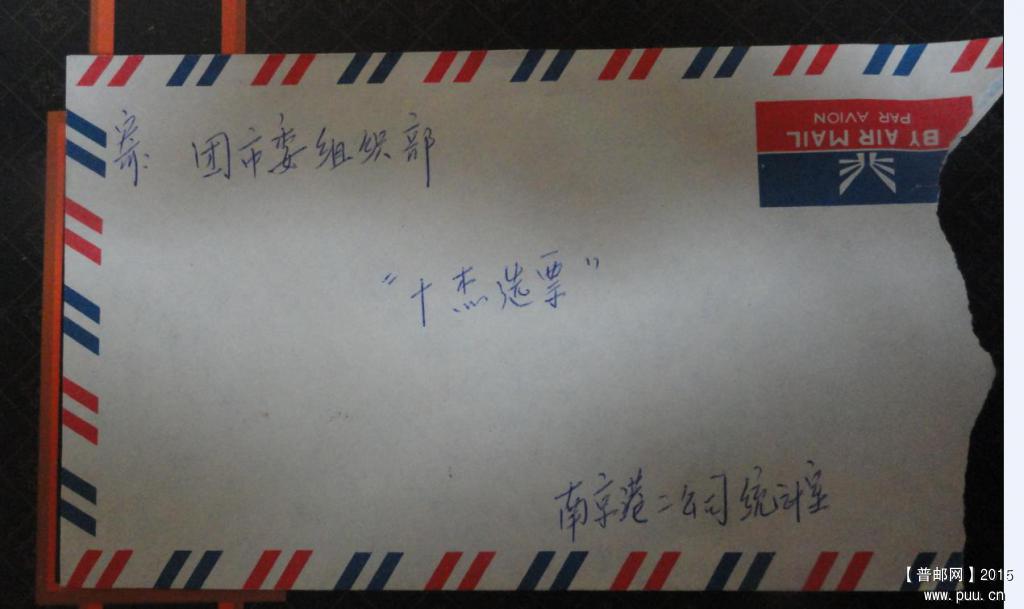 寄: 团市委组织部
BY AIR MAIL
PAR AVION
“十杰选票”
南京港二公司统计室
【普邮网】2015
www.puu.cn